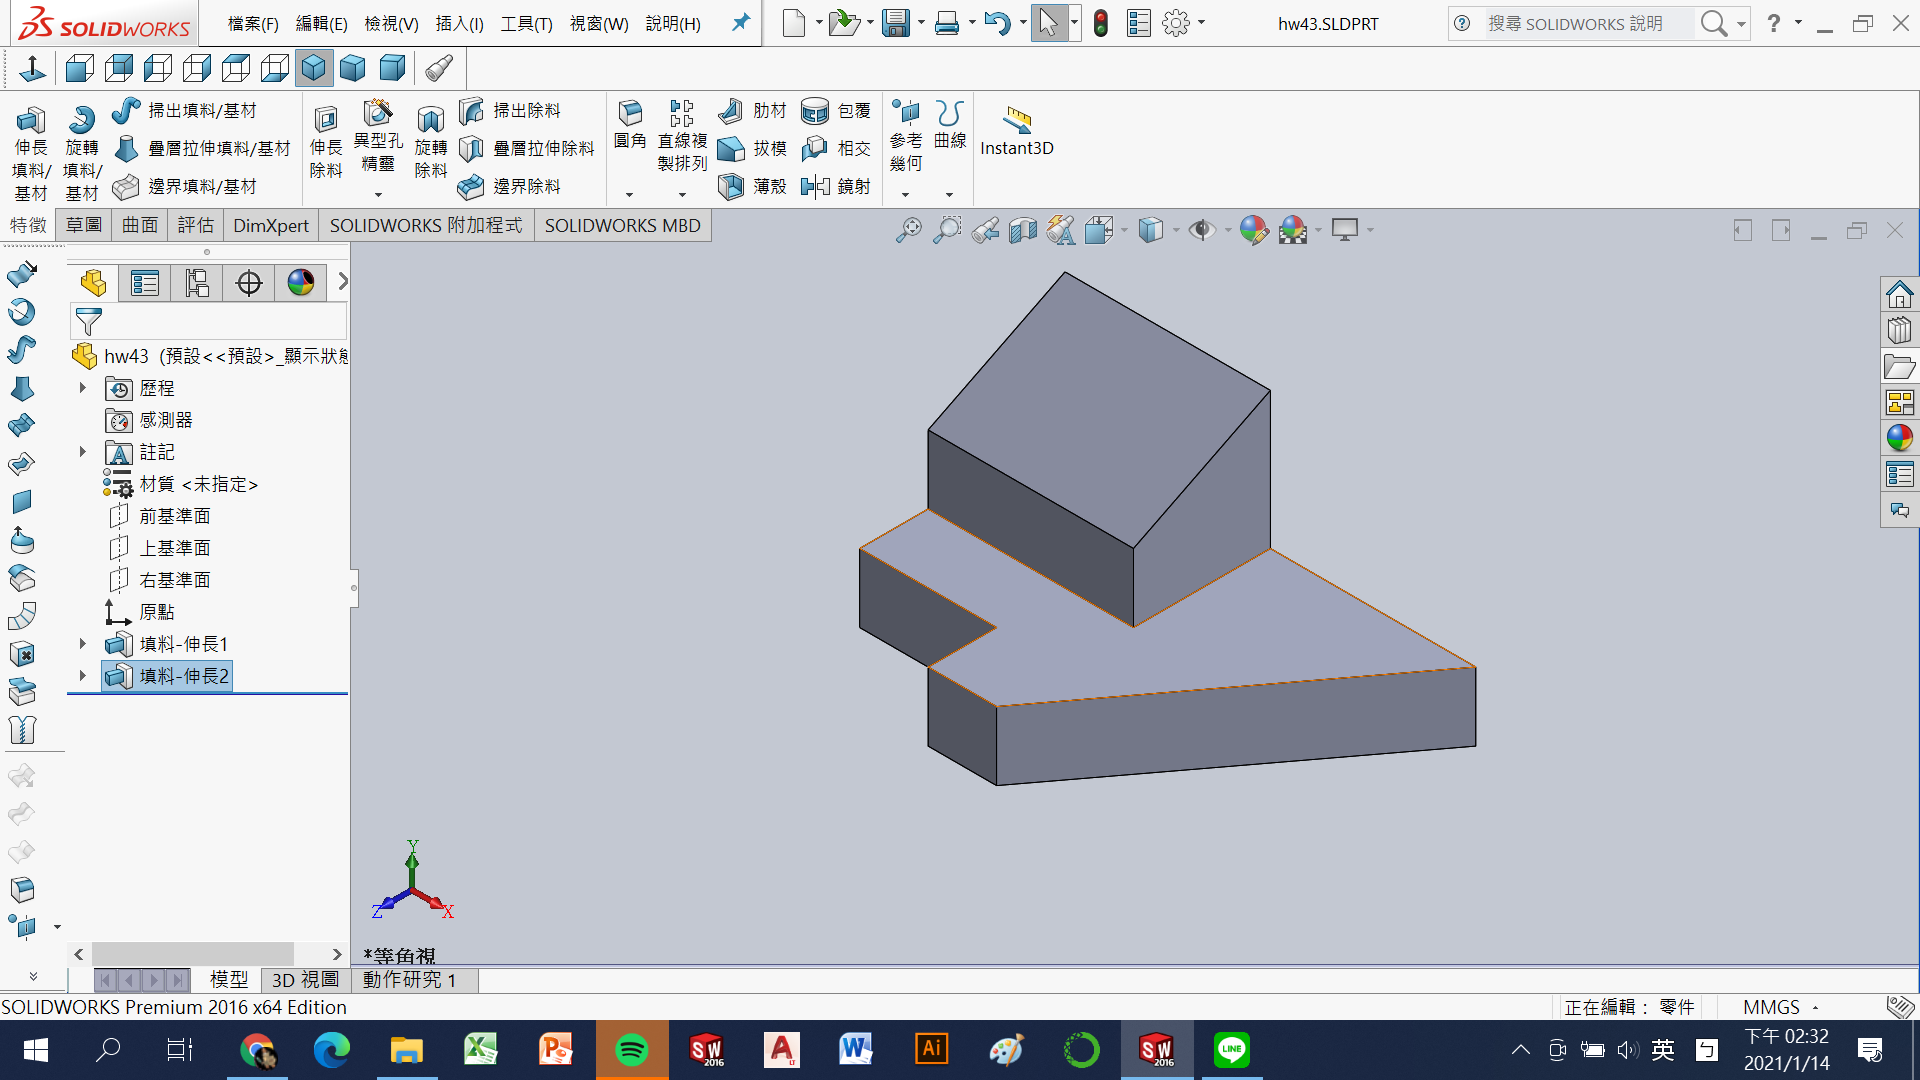 SOLIDWORKS 檔案(F) 編輯(E) 檢視(V) 插入(I) 工具(T) 視窗(W) 說明(H) hw43.SLDPRT 搜尋 SOLIDWORKS 說明
伸長填料/基材
旋轉填料/基材
掃出填料/基材
疊層拉伸填料/基材
邊界填料/基材
伸長除料
異型孔精靈
旋轉除料
掃出除料
疊層拉伸除料
邊界除料
圓角
直線複製排列
肋材
拔模
薄殼
包覆
相交
鏡射
參考幾何
曲線
Instant3D
特徵 草圖 曲面 評估 DimXpert SOLIDWORKS 附加程式 SOLIDWORKS MBD
hw43 (預設<<預設>_顯示狀態
歷程
感測器
註記
材質 <未指定>
前基準面
上基準面
右基準面
原點
填料-伸長1
填料-伸長2
Y
Z
X
*等角視
模型 3D 視圖 動作研究 1
SOLIDWORKS Premium 2016 x64 Edition 正在編輯： 零件 MMGS
SW 2016
A LT
Ai
SW 2016
LINE
英
ㄅ
下午 02:32
2021/1/14